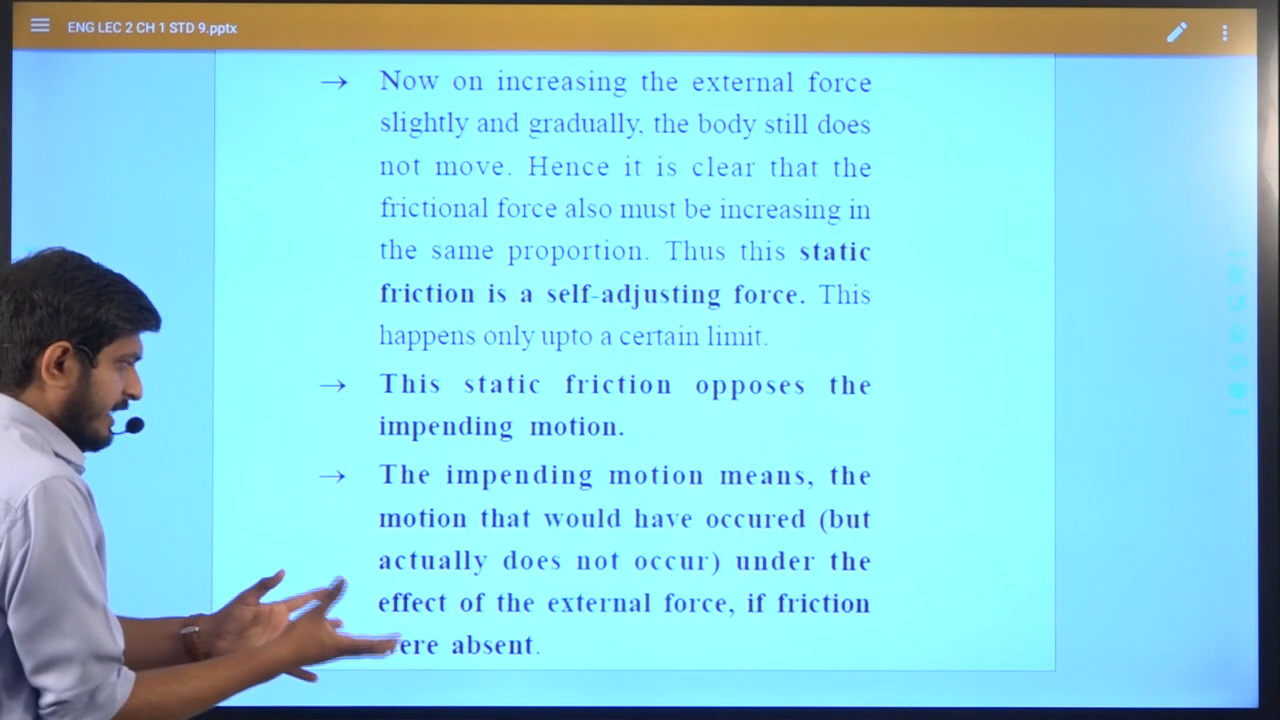 ENG LEC 2 CH 1 STD 9.pptx
→ Now on increasing the external force
slightly and gradually, the body still does
not move. Hence it is clear that the
frictional force also must be increasing in
the same proportion. Thus this static
friction is a self-adjusting force. This
happens only upto a certain limit.
→ This static friction opposes the
impending motion.
→ The impending motion means, the
motion that would have occured (but
actually does not occur) under the
effect of the external force, if friction
were absent.